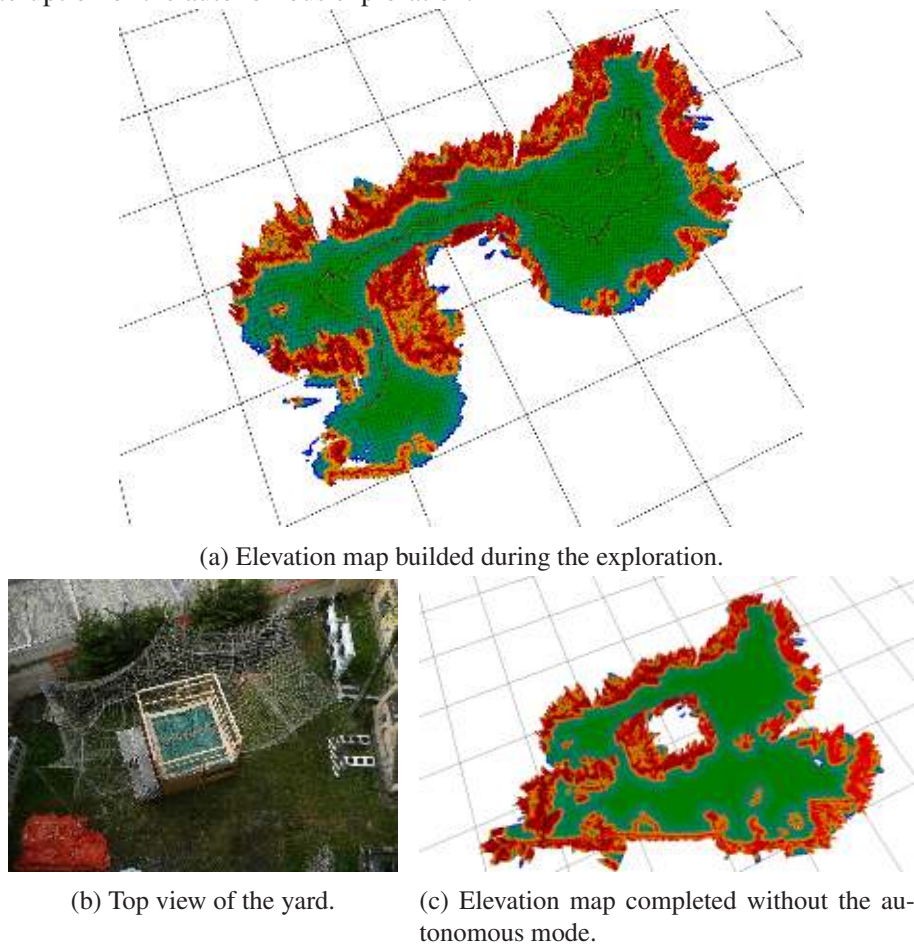 (a) Elevation map builded during the exploration.
(b) Top view of the yard.
(c) Elevation map completed without the au-
tonomous mode.